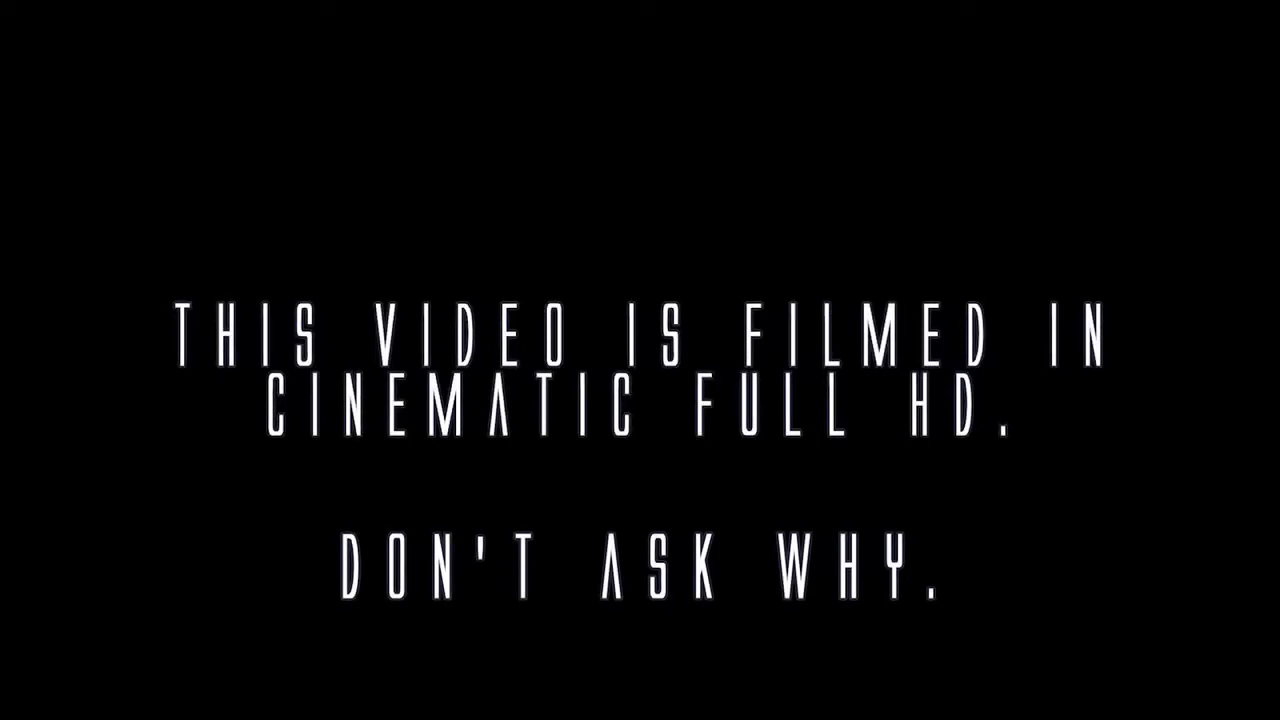 THIS VIDEO IS FILMED IN
CINEMATIC FULL HD.
DON'T ASK WHY.